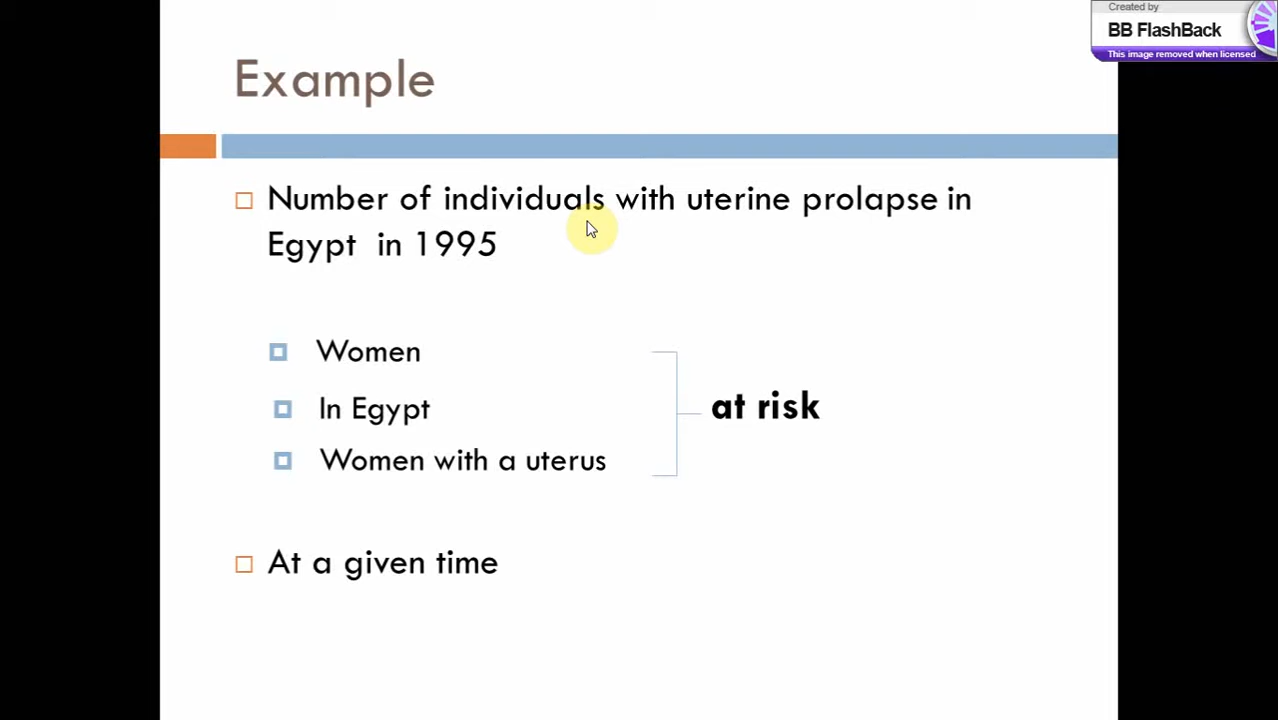 Created by
BB FlashBack
This image removed when licensed
Example
Number of individuals with uterine prolapse in
Egypt in 1995
Women
In Egypt
Women with a uterus
at risk
At a given time